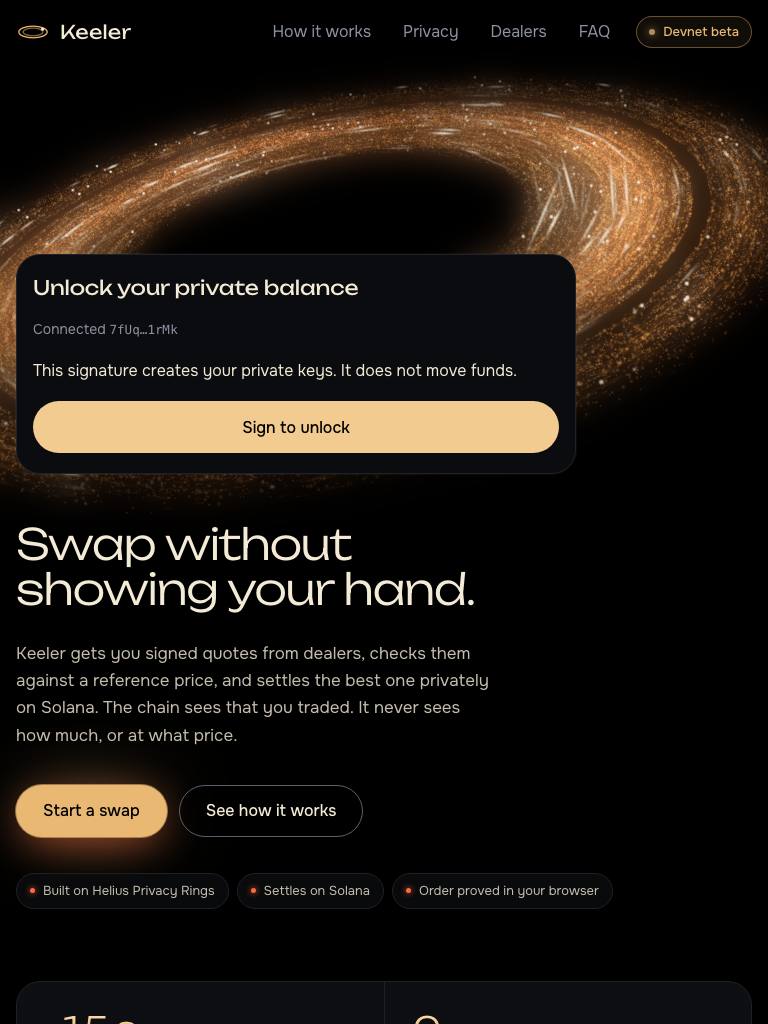 Keeler
How it works
Privacy
Dealers
FAQ
Devnet beta
Unlock your private balance
Connected 7fUq…1rMk
This signature creates your private keys. It does not move funds.
Sign to unlock
Swap without
showing your hand.
Keeler gets you signed quotes from dealers, checks them
against a reference price, and settles the best one privately
on Solana. The chain sees that you traded. It never sees
how much, or at what price.
Start a swap
See how it works
Built on Helius Privacy Rings
Settles on Solana
Order proved in your browser